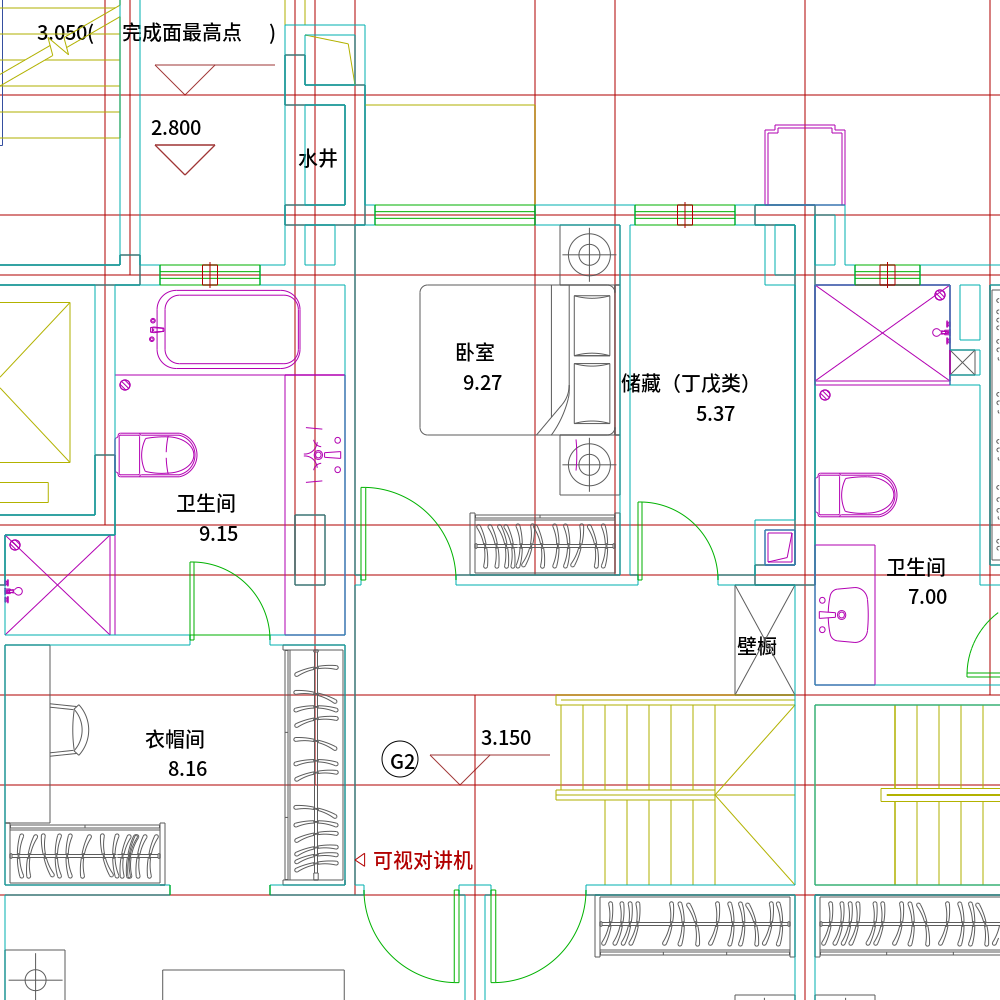 3.050( 完成面最高点 )
2.800
水井
卧室
9.27
储藏（丁戊类）
5.37
卫生间
9.15
卫生间
7.00
壁橱
衣帽间
8.16
G2
3.150
可视对讲机